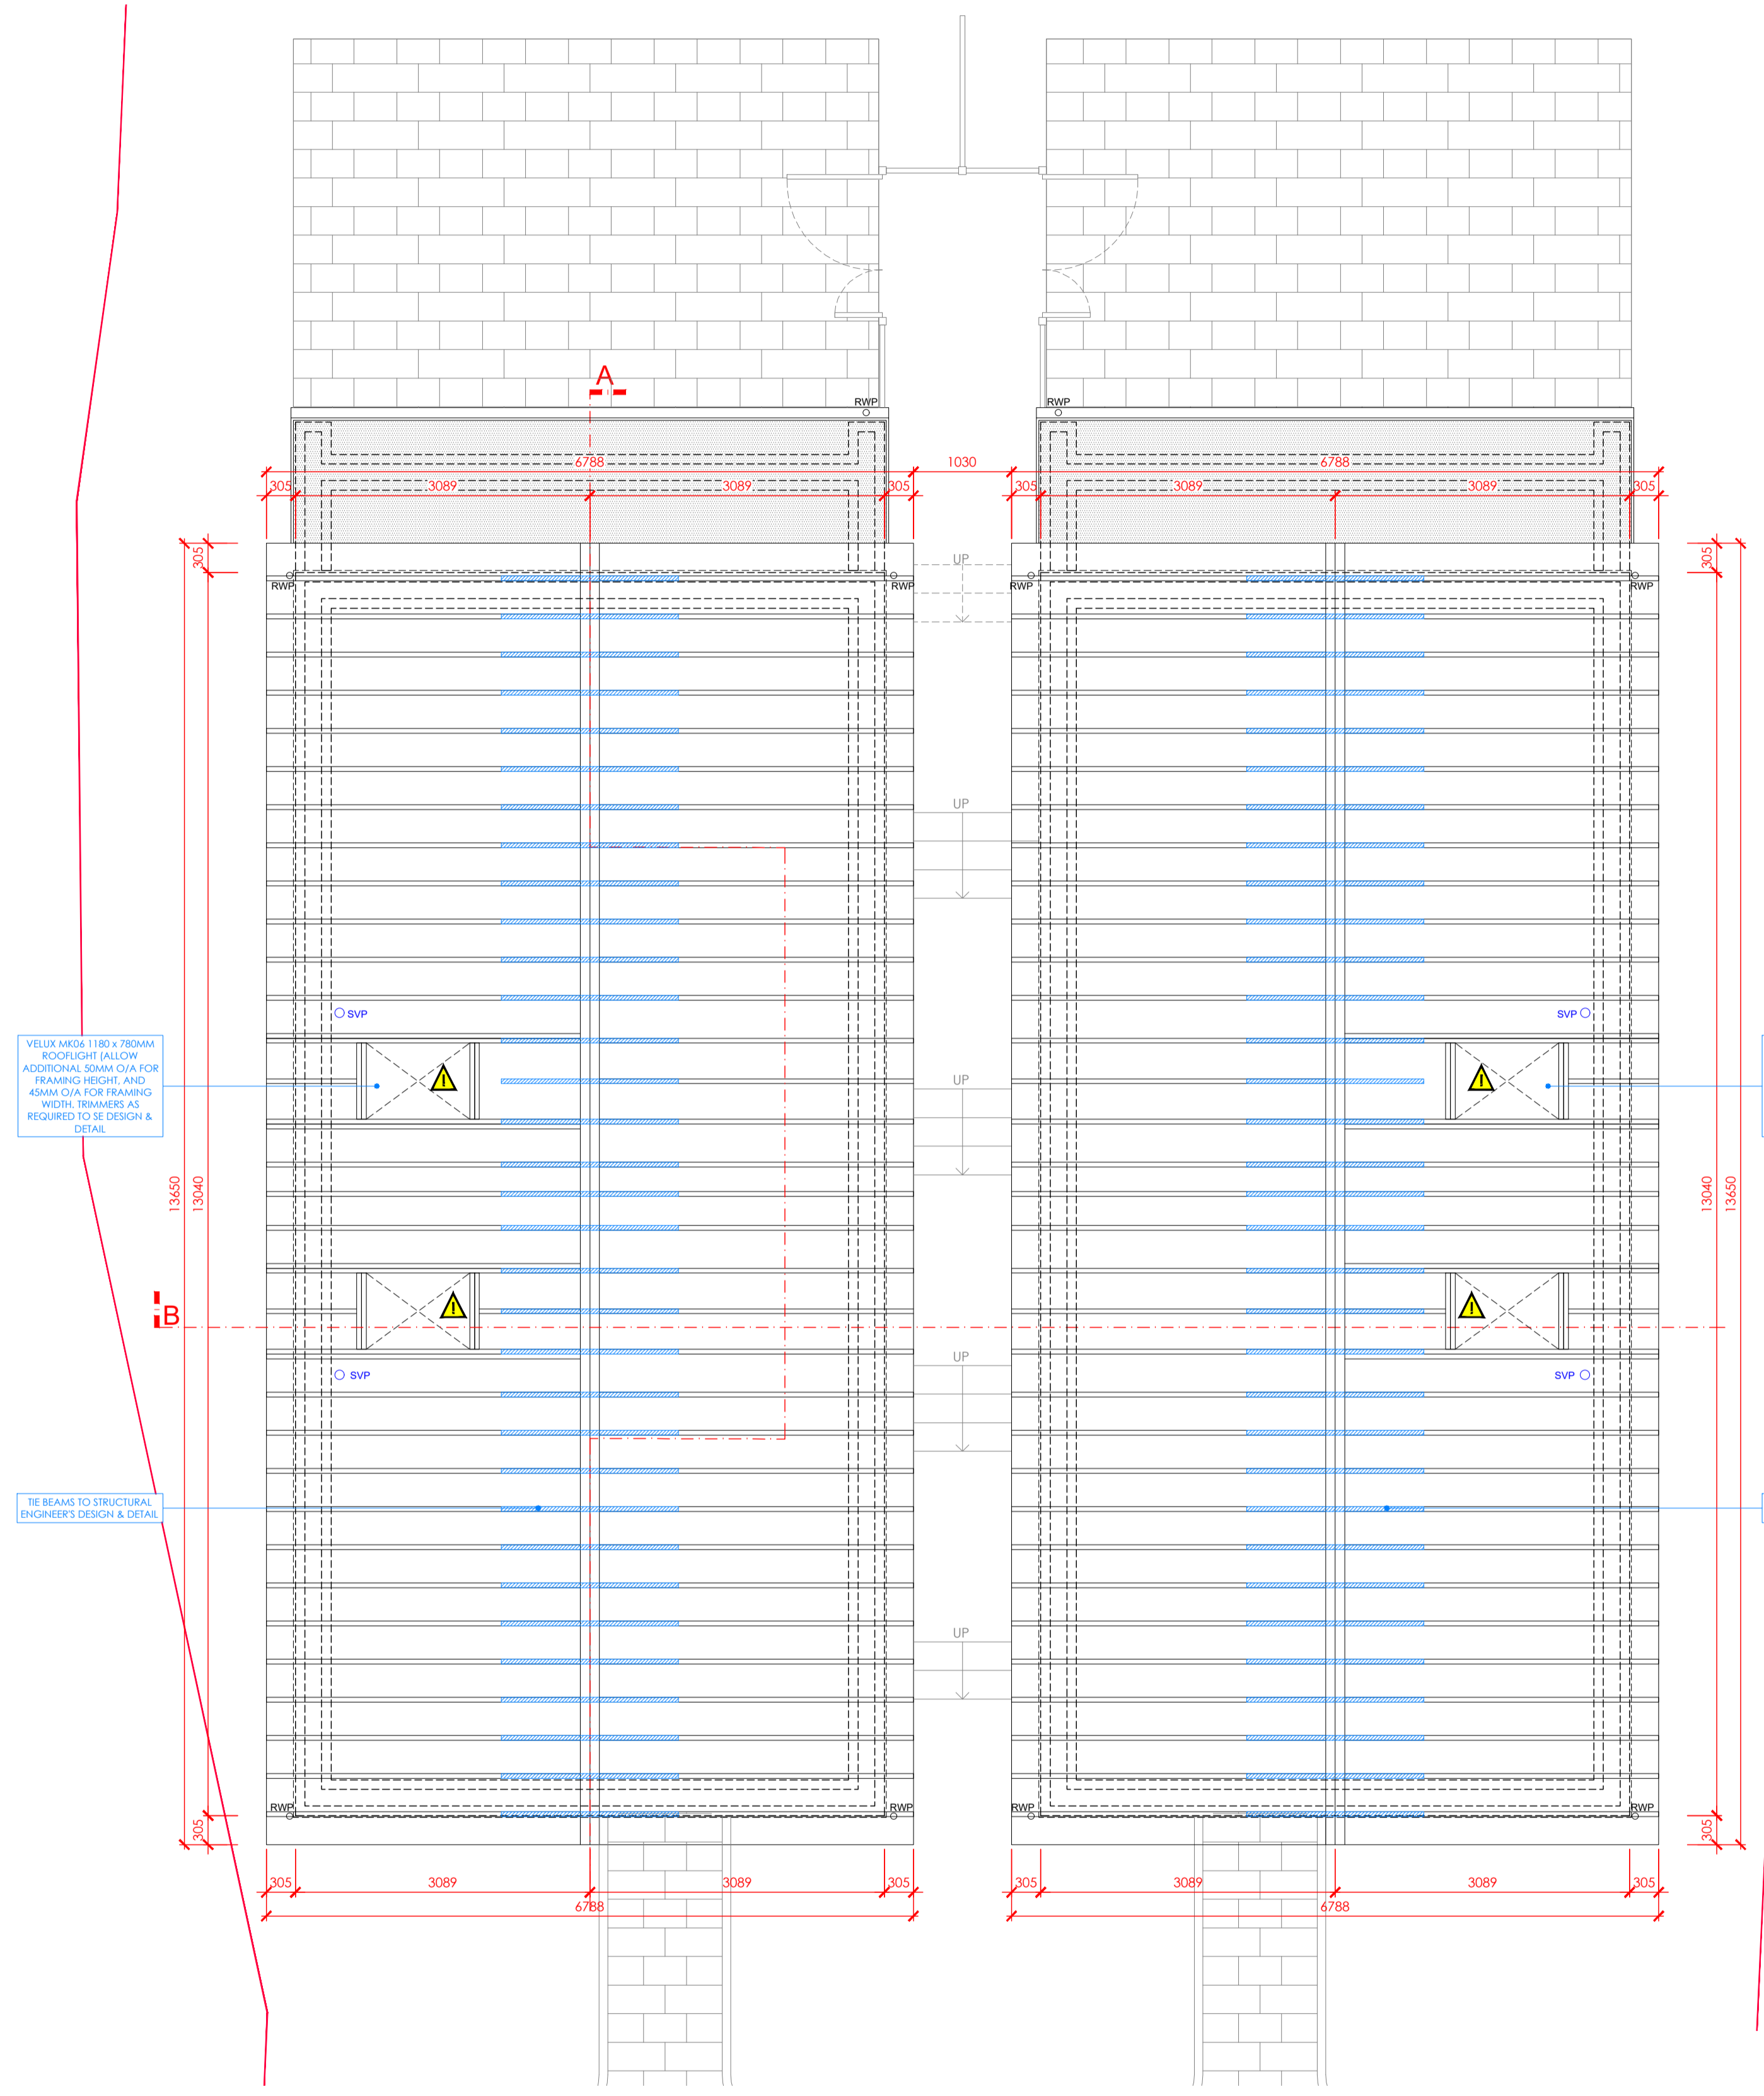 A
RWP
RWP
6788
1030
6788
305
3089
3089
305
305
3089
3089
305
305
UP
305
RWP
RWP
RWP
RWP
UP
SVP
SVP
VELUX MK06 1180 x 780MM
ROOFLIGHT (ALLOW
ADDITIONAL 50MM O/A FOR
FRAMING HEIGHT, AND
45MM O/A FOR FRAMING
WIDTH. TRIMMERS AS
REQUIRED TO SE DESIGN &
DETAIL
!
!
UP
13650
13040
13040
13650
B
!
!
UP
SVP
SVP
TIE BEAMS TO STRUCTURAL
ENGINEER'S DESIGN & DETAIL
UP
RWP
RWP
RWP
RWP
305
305
305
3089
3089
305
305
3089
3089
305
6788
6788